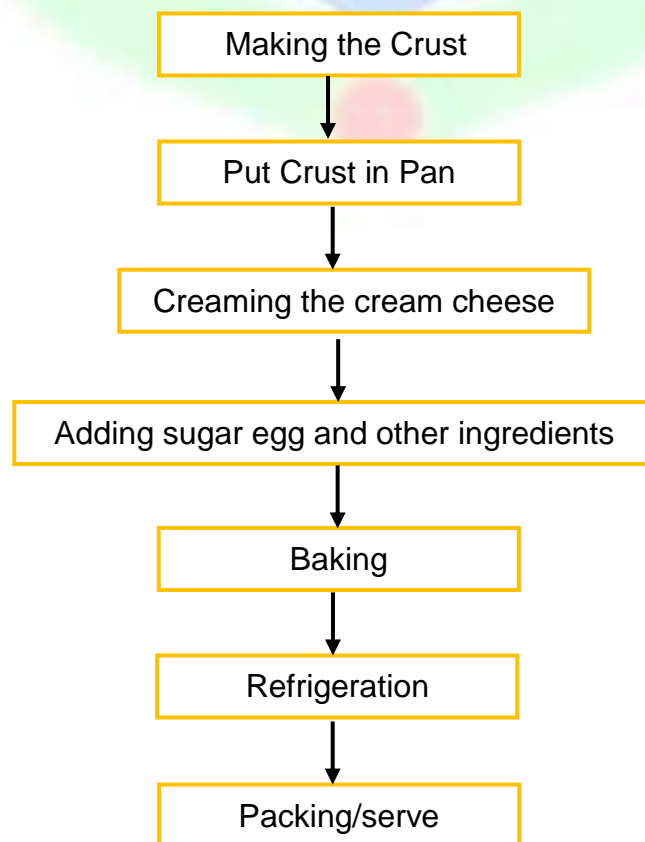 Making the Crust
Put Crust in Pan
Creaming the cream cheese
Adding sugar egg and other ingredients
Baking
Refrigeration
Packing/serve